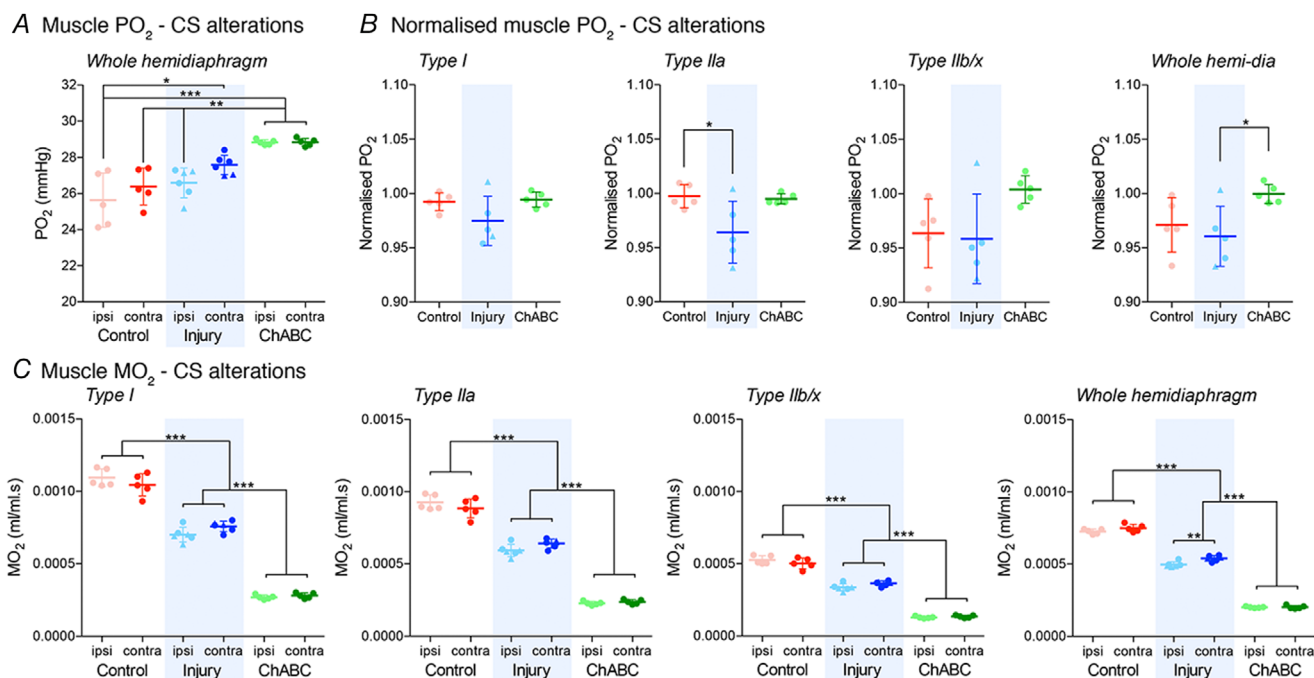 A Muscle PO2 - CS alterations
Whole hemidiaphragm
PO2 (mmHg)
32
30
28
26
24
22
20
*
***
**
ipsi contra ipsi contra ipsi contra
Control Injury ChABC
B Normalised muscle PO2 - CS alterations
Type I
Normalised PO2
1.10
1.05
1.00
0.95
0.90
Control Injury ChABC
Type IIa
Normalised PO2
1.10
1.05
1.00
0.95
0.90
*
Control Injury ChABC
Type IIb/x
Normalised PO2
1.10
1.05
1.00
0.95
0.90
Control Injury ChABC
Whole hemi-dia
Normalised PO2
1.10
1.05
1.00
0.95
0.90
*
Control Injury ChABC
C Muscle MO2 - CS alterations
Type I
MO2 (ml/ml.s)
0.0015
0.0010
0.0005
0.0000
***
***
ipsi contra ipsi contra ipsi contra
Control Injury ChABC
Type IIa
MO2 (ml/ml.s)
0.0015
0.0010
0.0005
0.0000
***
***
ipsi contra ipsi contra ipsi contra
Control Injury ChABC
Type IIb/x
MO2 (ml/ml.s)
0.0015
0.0010
0.0005
0.0000
***
***
ipsi contra ipsi contra ipsi contra
Control Injury ChABC
Whole hemidiaphragm
MO2 (ml/ml.s)
0.0015
0.0010
0.0005
0.0000
***
***
**
ipsi contra ipsi contra ipsi contra
Control Injury ChABC